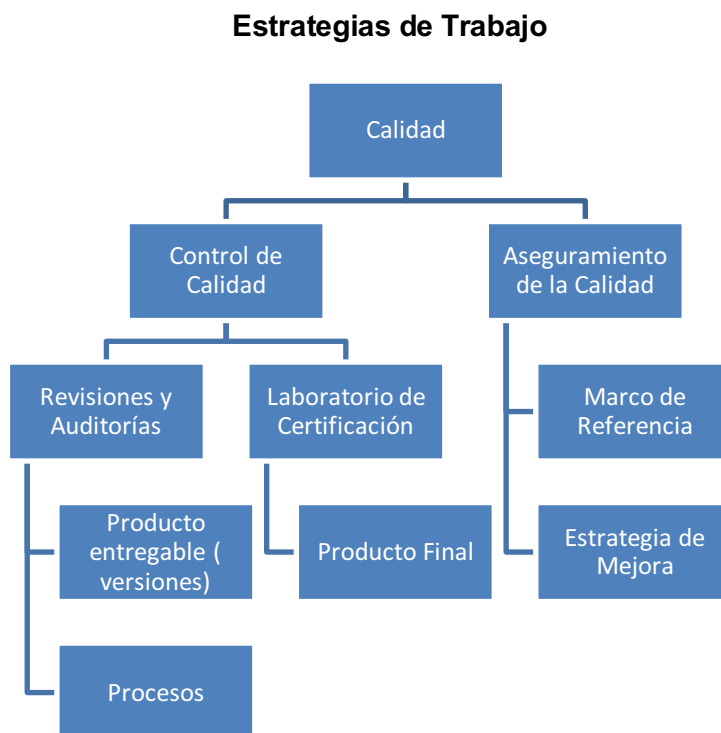 Estrategias de Trabajo
Calidad
Control de
Calidad
Aseguramiento
de la Calidad
Revisiones y
Auditorías
Laboratorio de
Certificación
Marco de
Referencia
Producto
entregable (
versiones)
Producto Final
Estrategia de
Mejora
Procesos